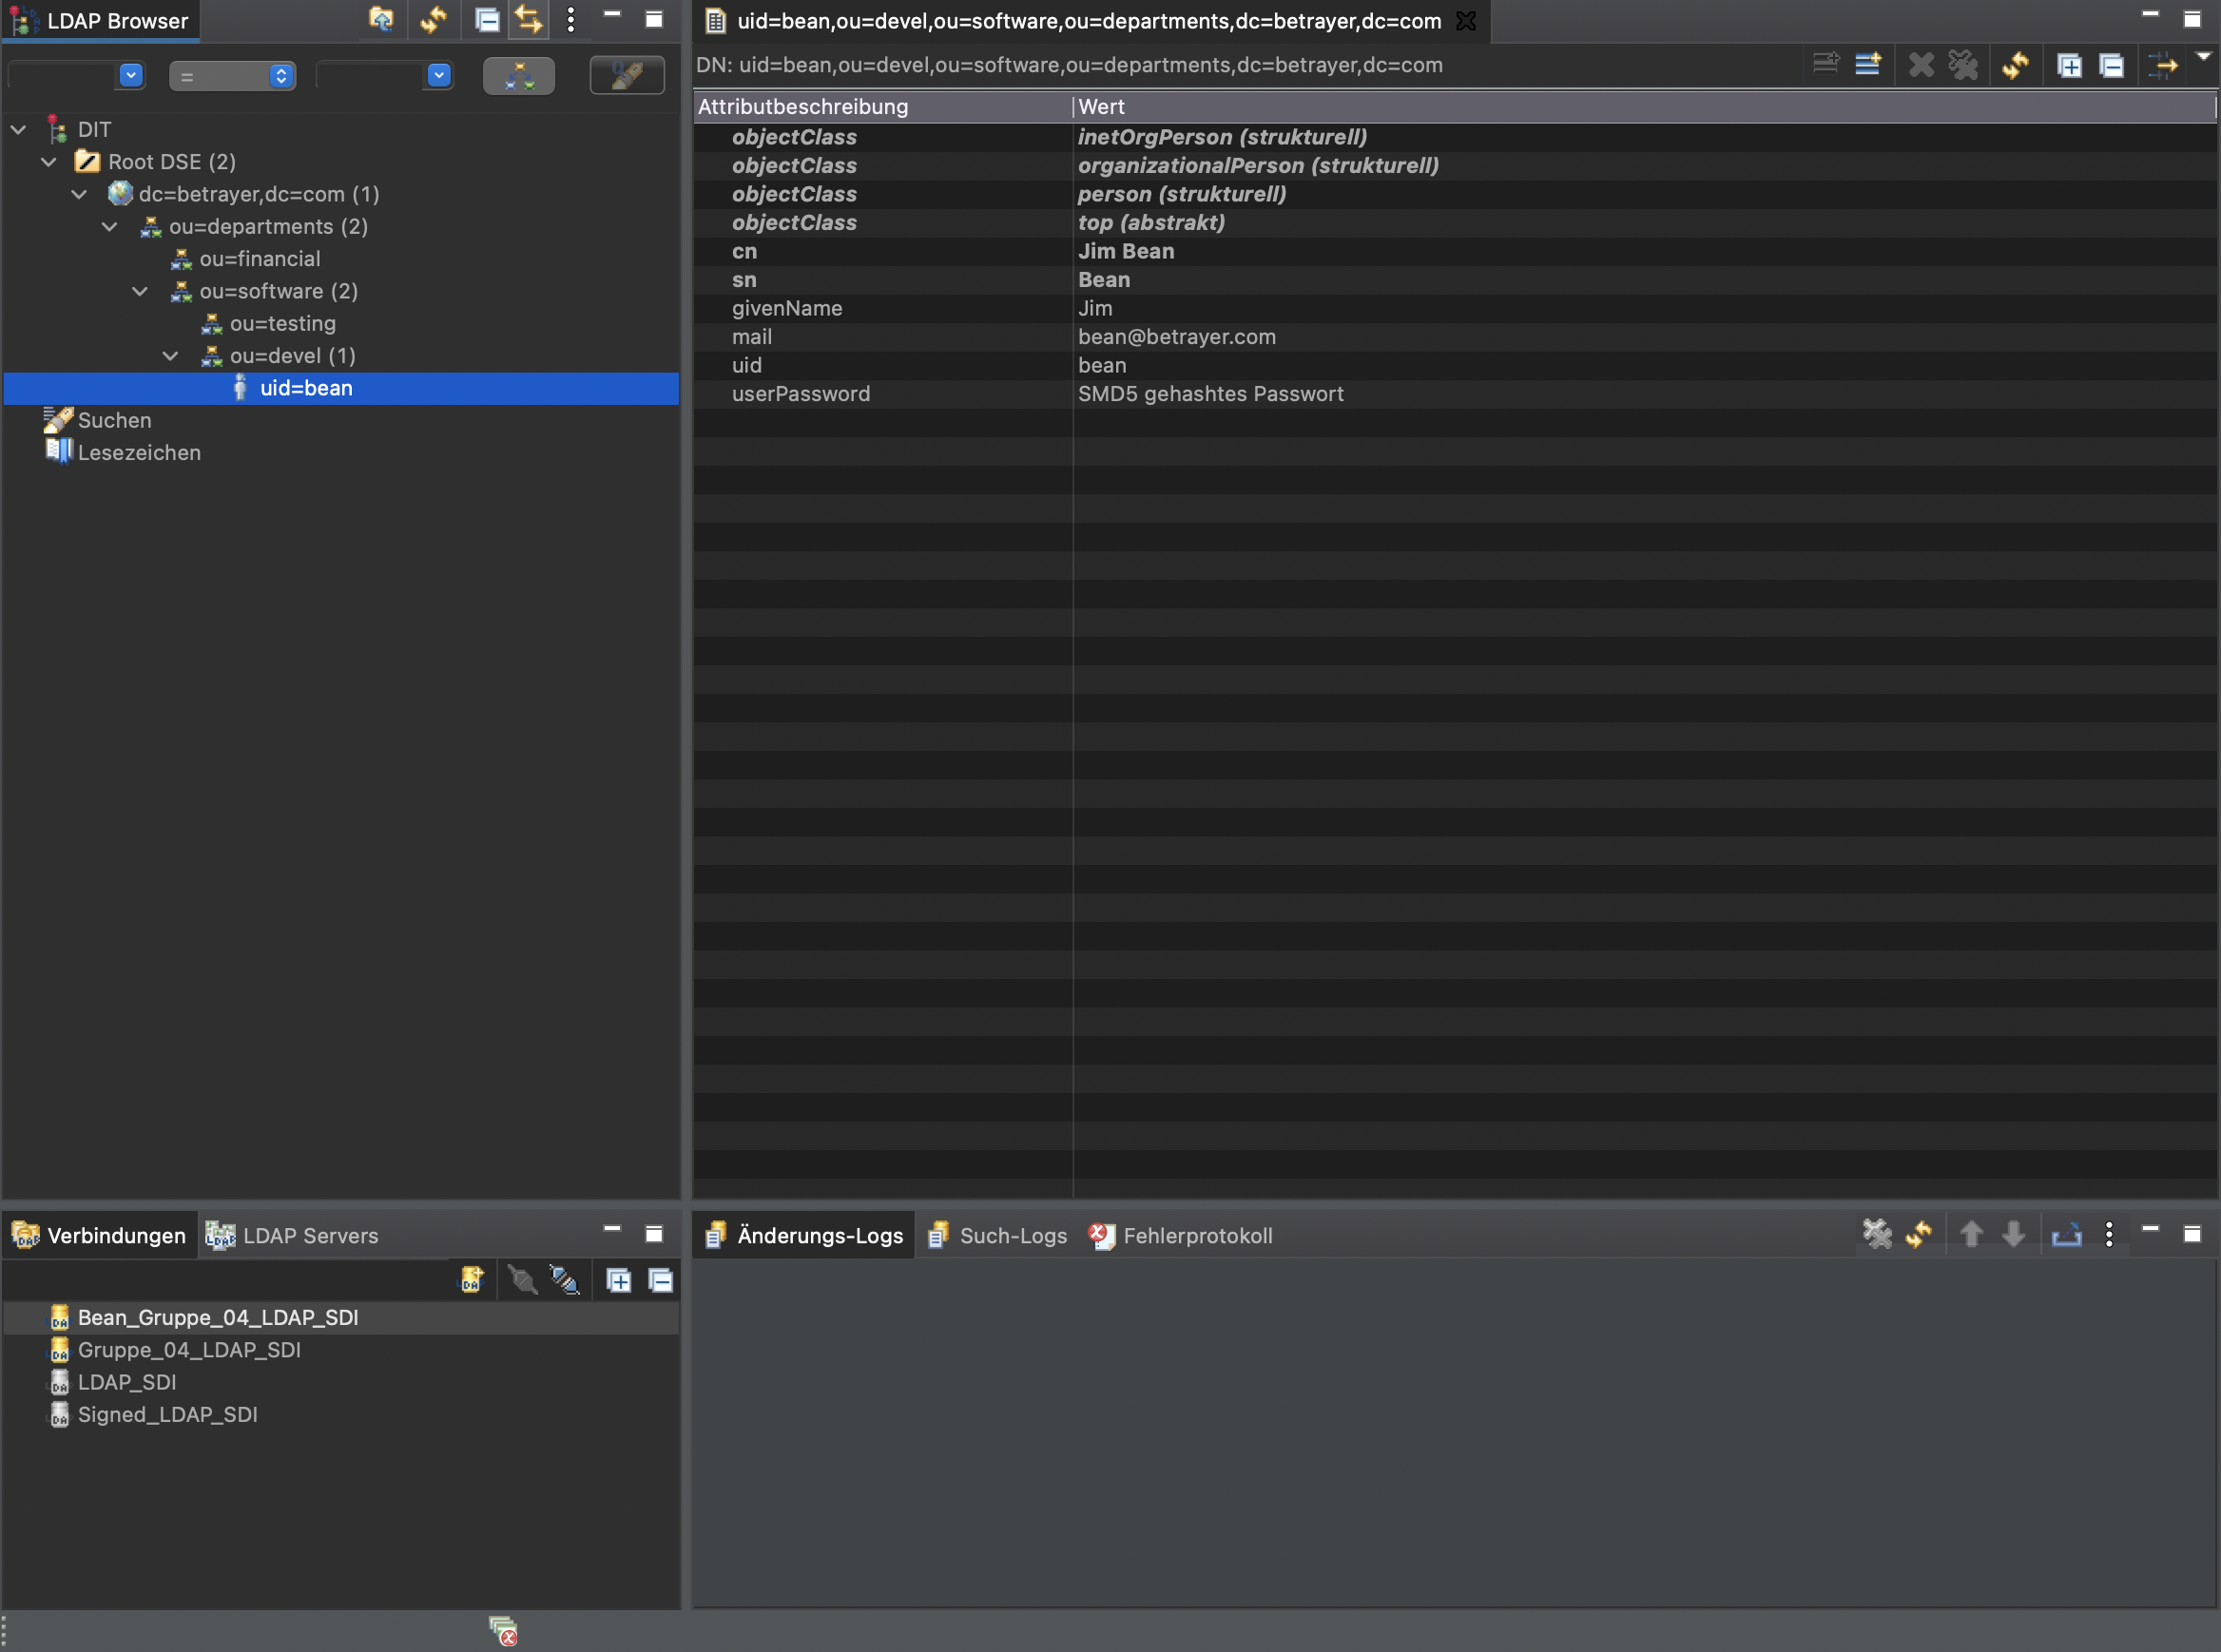 LDAP Browser
=
DIT
Root DSE (2)
dc=betrayer,dc=com (1)
ou=departments (2)
ou=financial
ou=software (2)
ou=testing
ou=devel (1)
uid=bean
Suchen
Lesezeichen
uid=bean,ou=devel,ou=software,ou=departments,dc=betrayer,dc=com
DN: uid=bean,ou=devel,ou=software,ou=departments,dc=betrayer,dc=com
Attributbeschreibung Wert
objectClass inetOrgPerson (strukturell)
objectClass organizationalPerson (strukturell)
objectClass person (strukturell)
objectClass top (abstrakt)
cn Jim Bean
sn Bean
givenName Jim
mail bean@betrayer.com
uid bean
userPassword SMD5 gehashtes Passwort
Verbindungen LDAP Servers
Bean_Gruppe_04_LDAP_SDI
Gruppe_04_LDAP_SDI
LDAP_SDI
Signed_LDAP_SDI
Änderungs-Logs Such-Logs Fehlerprotokoll